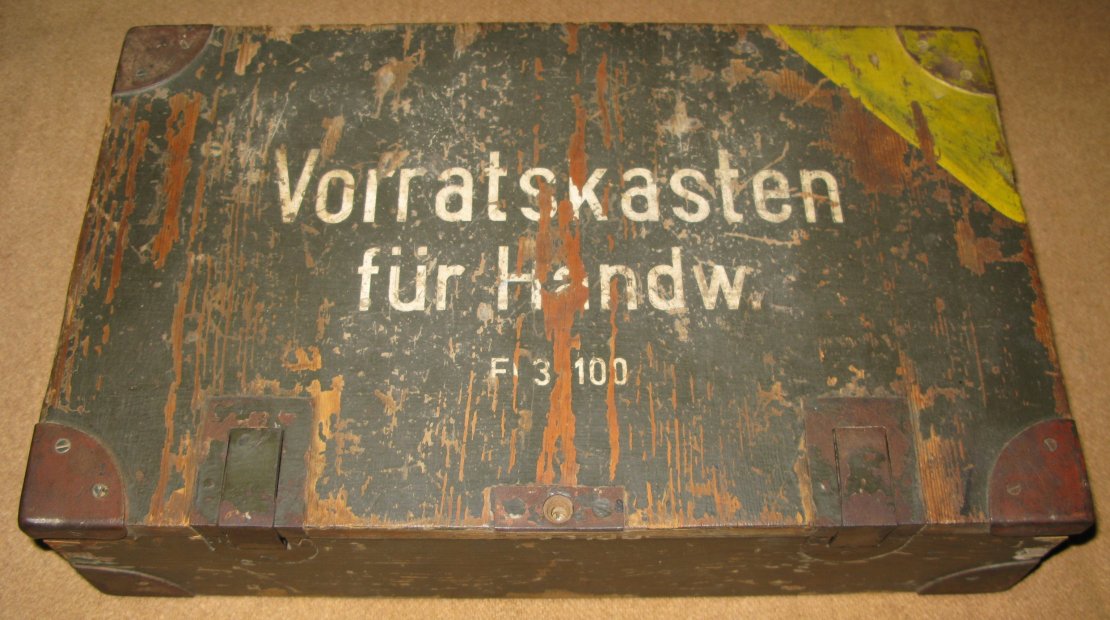 Vorratskasten
für Handw.
3 100